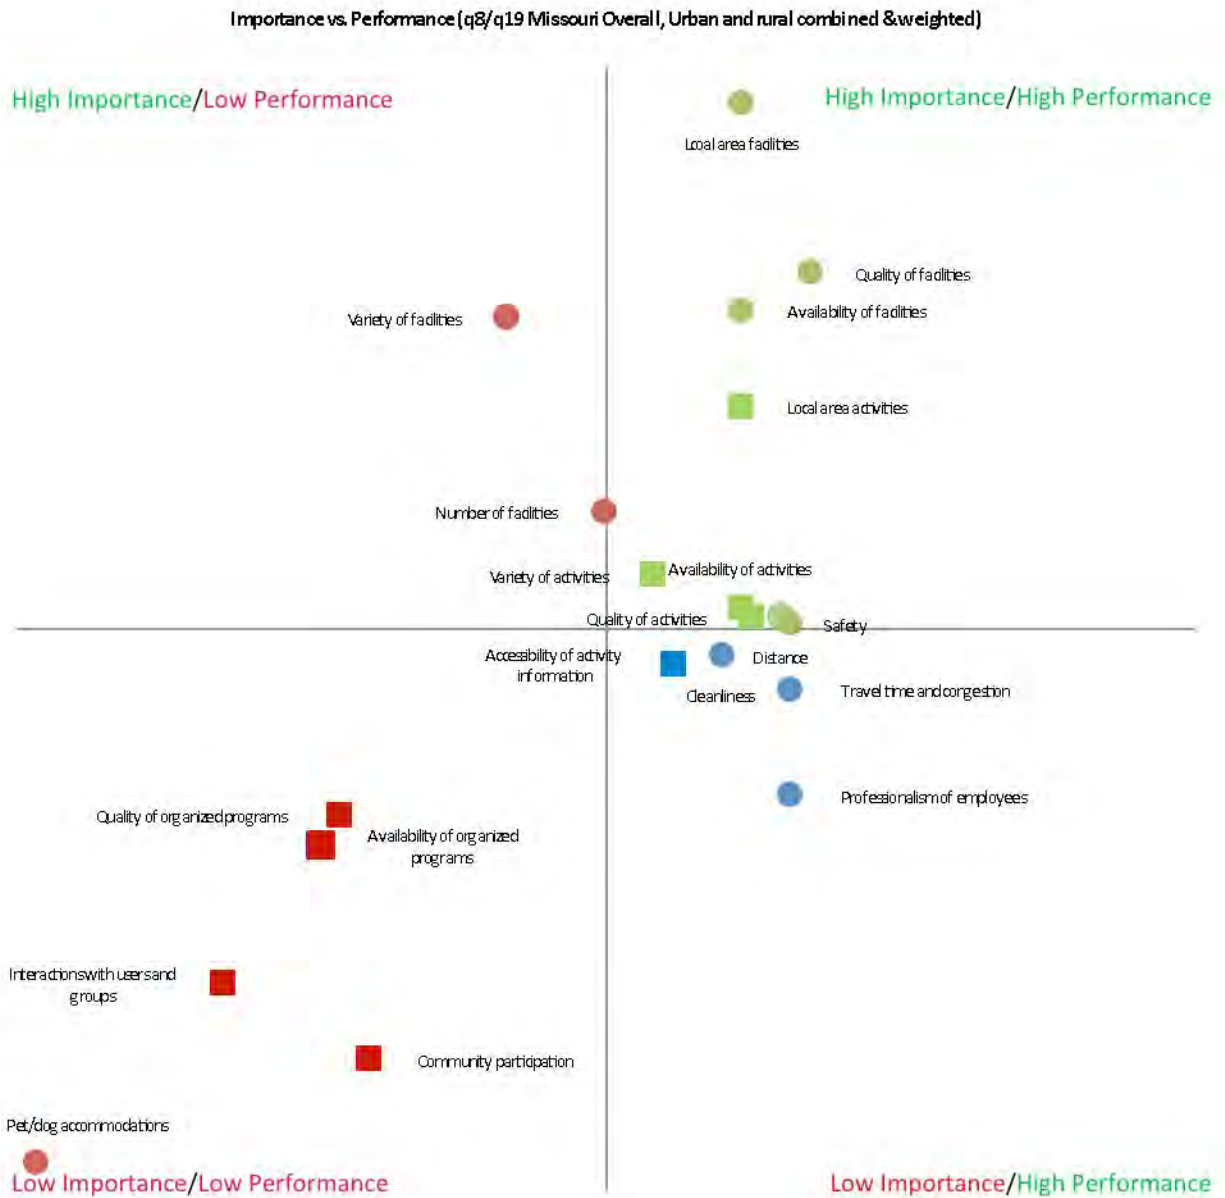 Importance vs. Performance (q8/q19 Missouri Overall, Urban and rural combined & weighted)
High Importance/Low Performance
High Importance/High Performance
Local area facilities
Quality of facilities
Availability of facilities
Variety of facilities
Local area activities
Number of facilities
Variety of activities
Availability of activities
Quality of activities
Safety
Accessibility of activity
information
Distance
Cleanliness
Travel time and congestion
Professionalism of employees
Quality of organized programs
Availability of organized
programs
Interactions with users and
groups
Community participation
Pet/dog accommodations
Low Importance/Low Performance
Low Importance/High Performance